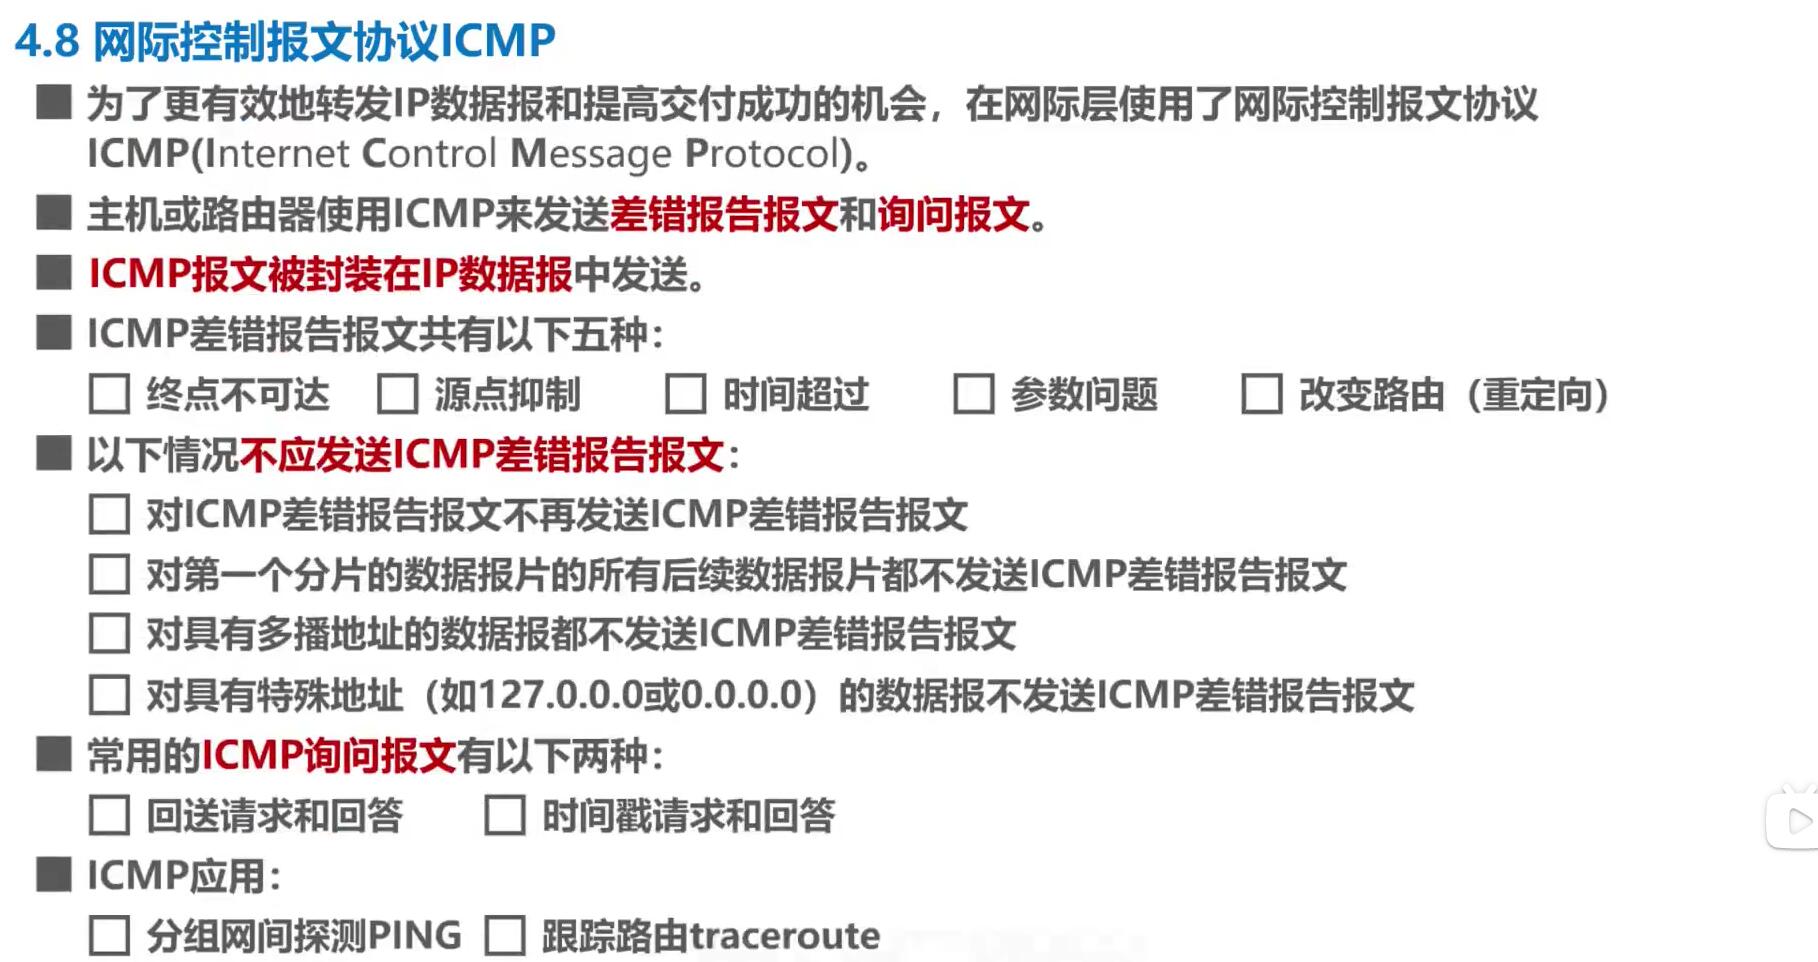 4.8 网际控制报文协议ICMP
■ 为了更有效地转发IP数据报和提高交付成功的机会，在网际层使用了网际控制报文协议
ICMP(Internet Control Message Protocol)。
■ 主机或路由器使用ICMP来发送差错报告报文和询问报文。
■ ICMP报文被封装在IP数据报中发送。
■ ICMP差错报告报文共有以下五种：
□ 终点不可达 □ 源点抑制 □ 时间超过 □ 参数问题 □ 改变路由（重定向）
■ 以下情况不应发送ICMP差错报告报文：
□ 对ICMP差错报告报文不再发送ICMP差错报告报文
□ 对第一个分片的数据报片的所有后续数据报片都不发送ICMP差错报告报文
□ 对具有多播地址的数据报都不发送ICMP差错报告报文
□ 对具有特殊地址（如127.0.0.0或0.0.0.0）的数据报不发送ICMP差错报告报文
■ 常用的ICMP询问报文有以下两种：
□ 回送请求和回答 □ 时间戳请求和回答
■ ICMP应用：
□ 分组网间探测PING □ 跟踪路由traceroute